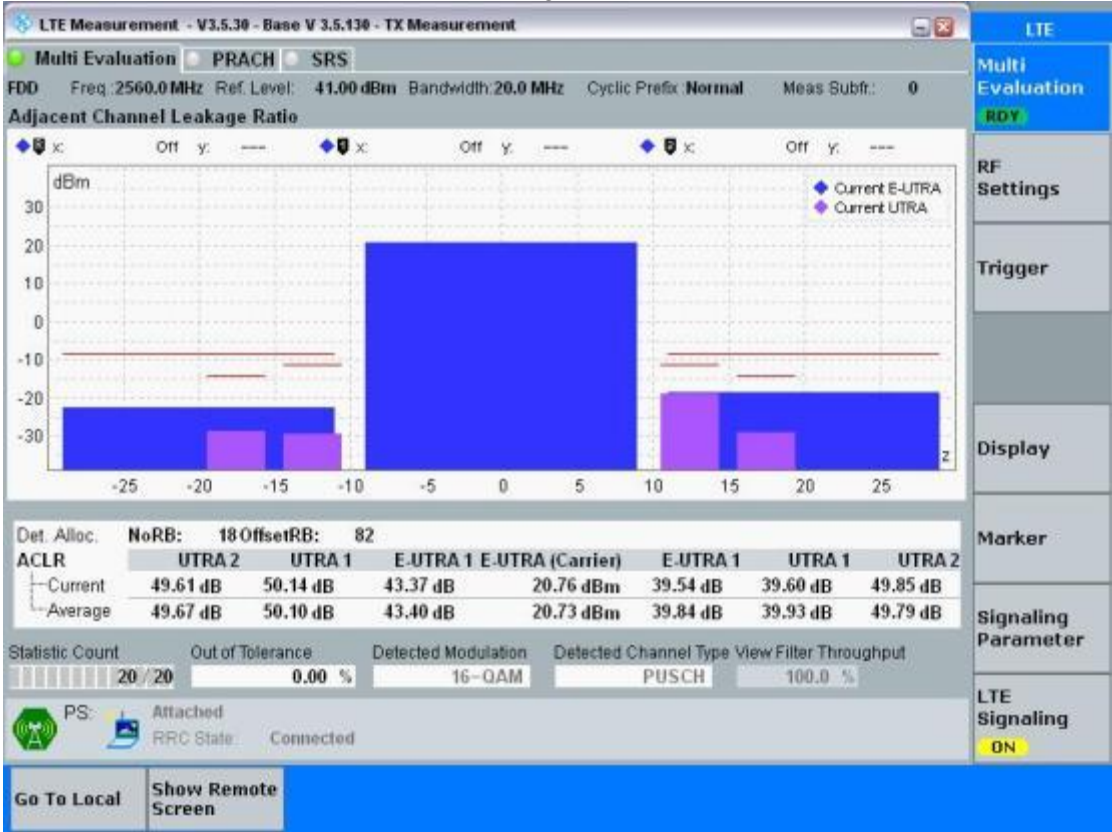 LTE Measurement - V3.5.30 - Base V 3.5.130 - TX Measurement
LTE
Multi Evaluation PRACH SRS
Multi
Evaluation
RDY
FDD Freq.:2560.0 MHz Ref. Level: 41.00 dBm Bandwidth:20.0 MHz Cyclic Prefix :Normal Meas Subfr.: 0
Adjacent Channel Leakage Ratio
x: Off y: --- x: Off y: --- x: Off y: ---
dBm
Current E-UTRA
Current UTRA
30
20
10
0
-10
-20
-30
z
-25 -20 -15 -10 -5 0 5 10 15 20 25
RF
Settings
Trigger
Display
Marker
Signaling
Parameter
LTE
Signaling
ON
Det. Alloc. NoRB: 18 OffsetRB: 82
ACLR UTRA 2 UTRA 1 E-UTRA 1 E-UTRA (Carrier) E-UTRA 1 UTRA 1 UTRA 2
Current 49.61 dB 50.14 dB 43.37 dB 20.76 dBm 39.54 dB 39.60 dB 49.85 dB
Average 49.67 dB 50.10 dB 43.40 dB 20.73 dBm 39.84 dB 39.93 dB 49.79 dB
Statistic Count Out of Tolerance Detected Modulation Detected Channel Type View Filter Throughput
20 / 20 0.00 % 16-QAM PUSCH 100.0 %
PS: Attached
RRC State: Connected
Go To Local
Show Remote
Screen